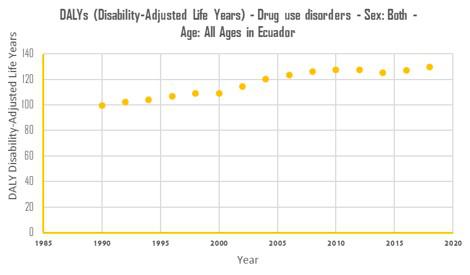 DALYs (Disability-Adjusted Life Years) - Drug use disorders - Sex: Both -
Age: All Ages in Ecuador
DALY Disability-Adjusted Life Years
140
120
100
80
60
40
20
0
1985 1990 1995 2000 2005 2010 2015 2020
Year